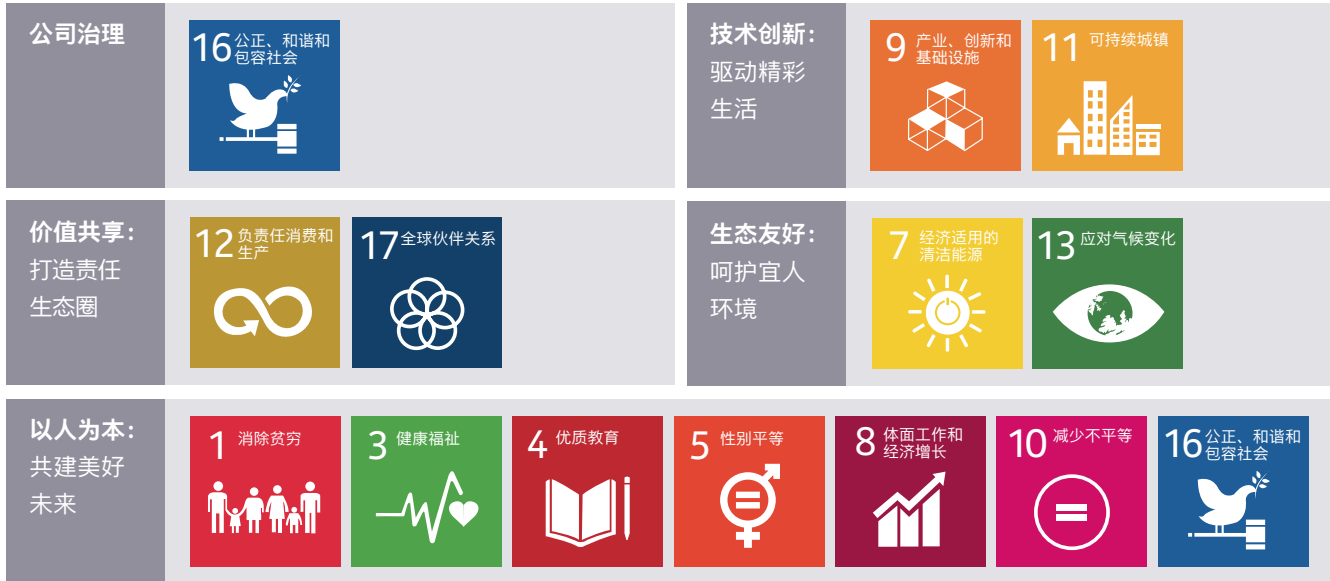 公司治理
16 公正、和谐和
包容社会
技术创新：
驱动精彩
生活
9 产业、创新和
基础设施
11 可持续城镇
价值共享：
打造责任
生态圈
12 负责任消费和
生产
17 全球伙伴关系
生态友好：
呵护宜人
环境
7 经济适用的
清洁能源
13 应对气候变化
以人为本：
共建美好
未来
1 消除贫穷
3 健康福祉
4 优质教育
5 性别平等
8 体面工作和
经济增长
10 减少不平等
16 公正、和谐和
包容社会